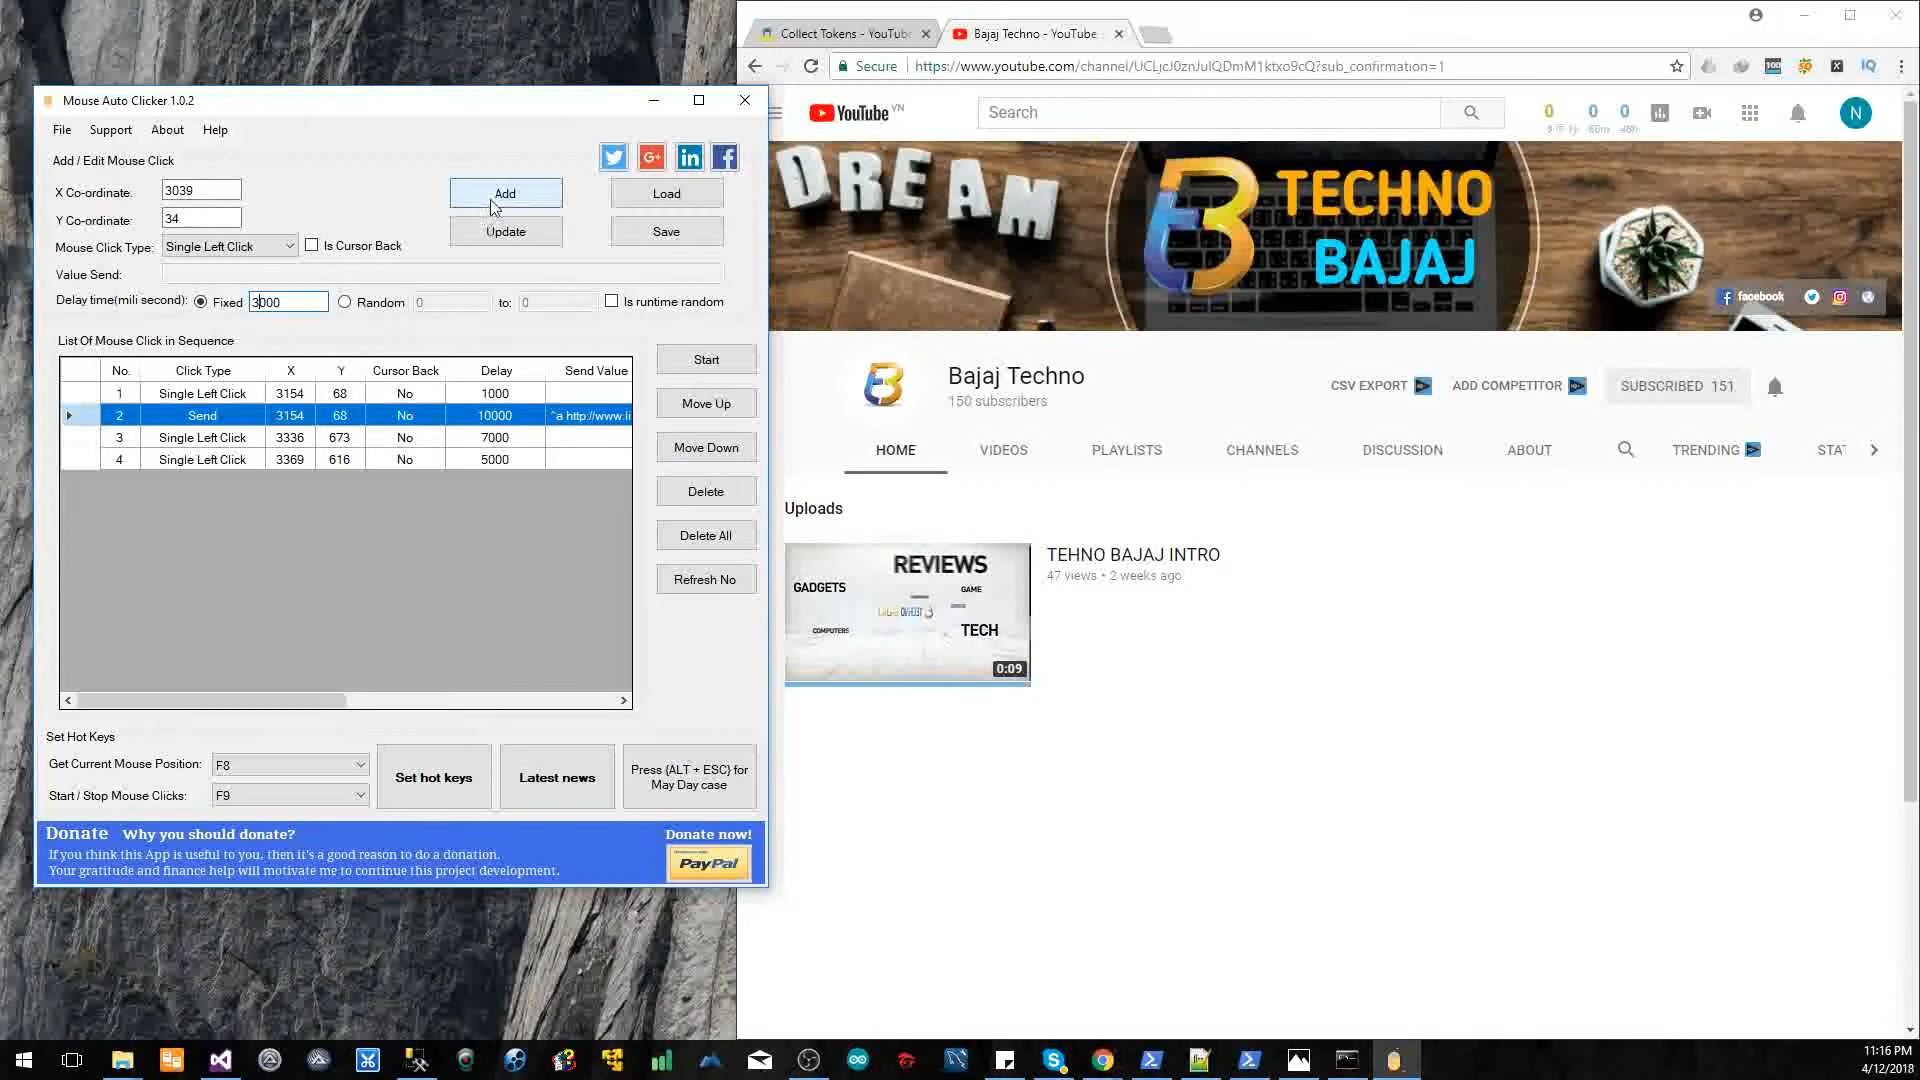 Mouse Auto Clicker 1.0.2
File Support About Help
Add / Edit Mouse Click
X Co-ordinate: 3039
Add Load
Y Co-ordinate: 34
Update Save
Mouse Click Type: Single Left Click Is Cursor Back
Value Send:
Delay time(mili second): Fixed 3000 Random 0 to: 0 Is runtime random
List Of Mouse Click in Sequence
No. Click Type X Y Cursor Back Delay Send Value
1 Single Left Click 3154 68 No 1000
2 Send 3154 68 No 10000 ^a http://www.li
3 Single Left Click 3336 673 No 7000
4 Single Left Click 3369 616 No 5000
Start
Move Up
Move Down
Delete
Delete All
Refresh No
Set Hot Keys
Get Current Mouse Position: F8
Start / Stop Mouse Clicks: F9
Set hot keys
Latest news
Press {ALT + ESC} for
May Day case
Donate Why you should donate? Donate now!
If you think this App is useful to you, then it's a good reason to do a donation.
Your gratitude and finance help will motivate me to continue this project development.
PayPal
Collect Tokens - YouTube
Bajaj Techno - YouTube
Secure
YouTube VN
Search
0 0 0
N
DREAM
TECHNO
BAJAJ
facebook
Bajaj Techno
150 subscribers
CSV EXPORT ADD COMPETITOR SUBSCRIBED 151
HOME VIDEOS PLAYLISTS CHANNELS DISCUSSION ABOUT TRENDING STAT
Uploads
REVIEWS
GADGETS
GAME
COMPUTERS
TECH
0:09
TEHNO BAJAJ INTRO
47 views • 2 weeks ago
11:16 PM
4/12/2018